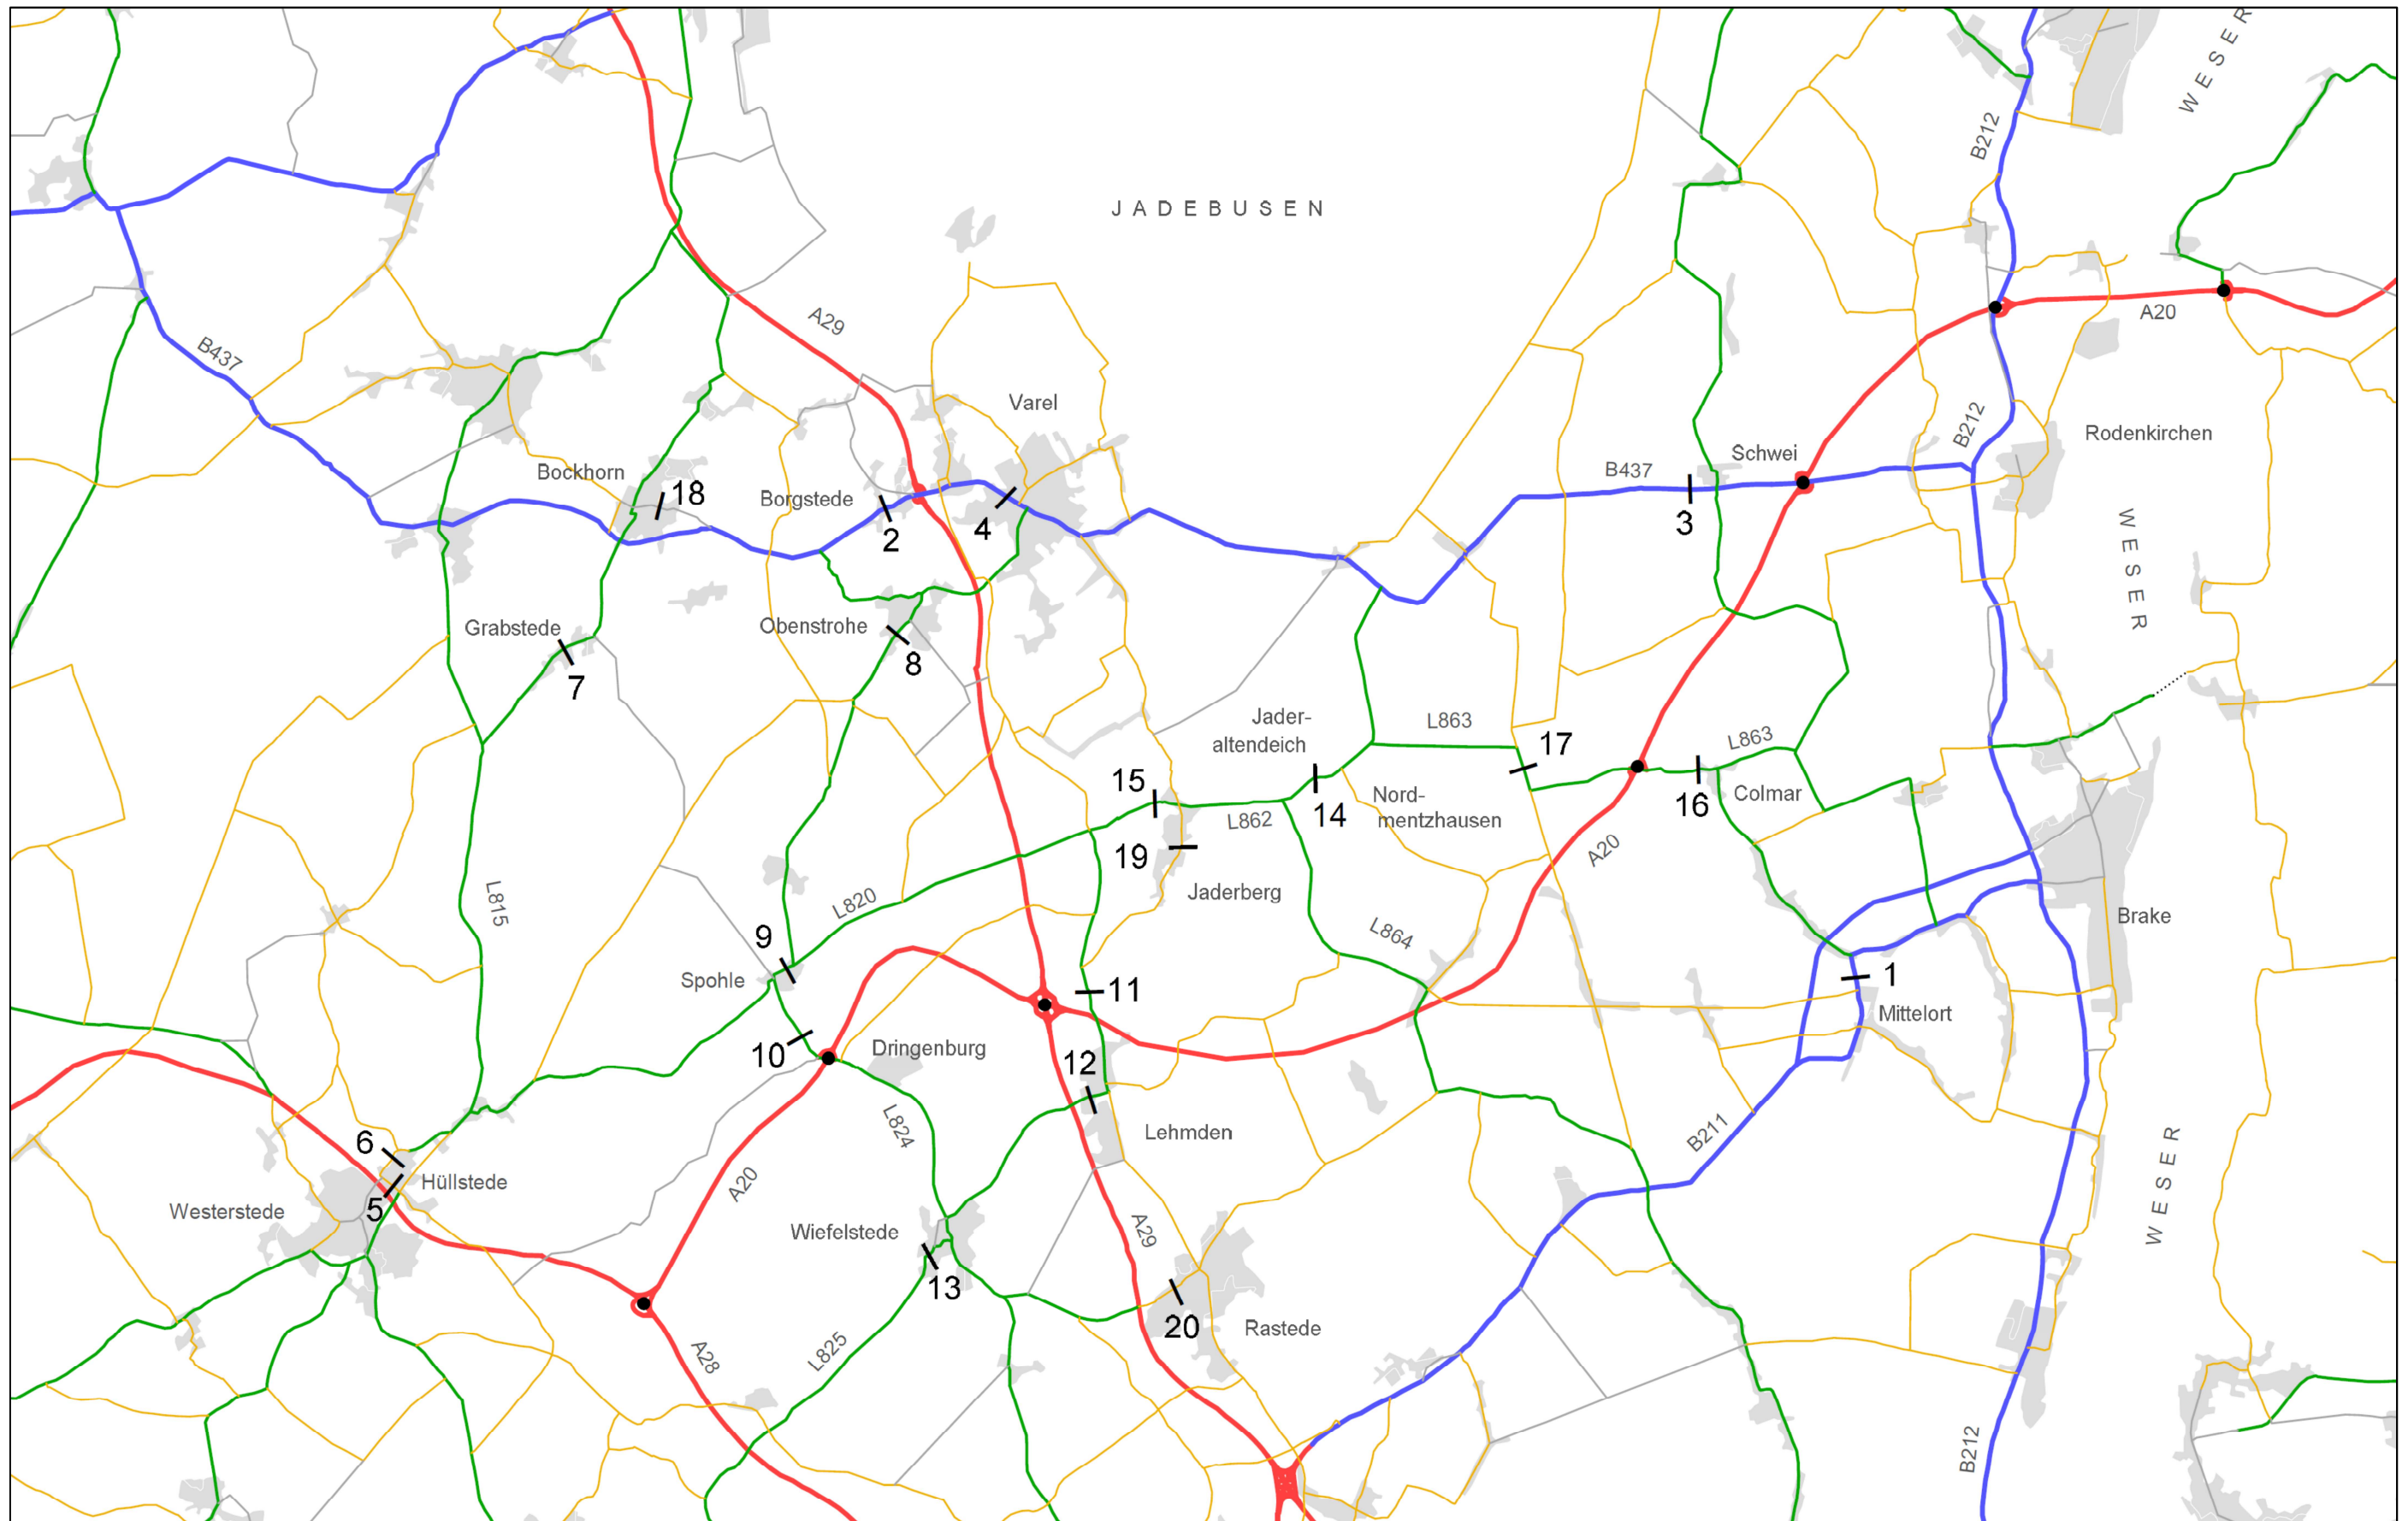 WESER
B212
JADEBUSEN
A29
A20
B437
Varel
B212
Rodenkirchen
Schwei
B437
Bockhorn
18
Borgstede
2
4
3
WESER
Grabstede
Obenstrohe
7
8
Jader-
altendeich
L863
17
L863
15
14
16
Colmar
Nord-
mentzhausen
L862
19
A20
Jaderberg
L815
L820
Brake
9
L864
Spohle
11
1
Mittelort
10
Dringenburg
12
L824
Lehmden
B211
6
Hüllstede
5
Westerstede
A20
WESER
Wiefelstede
A29
13
20
Rastede
A28
L825
B212